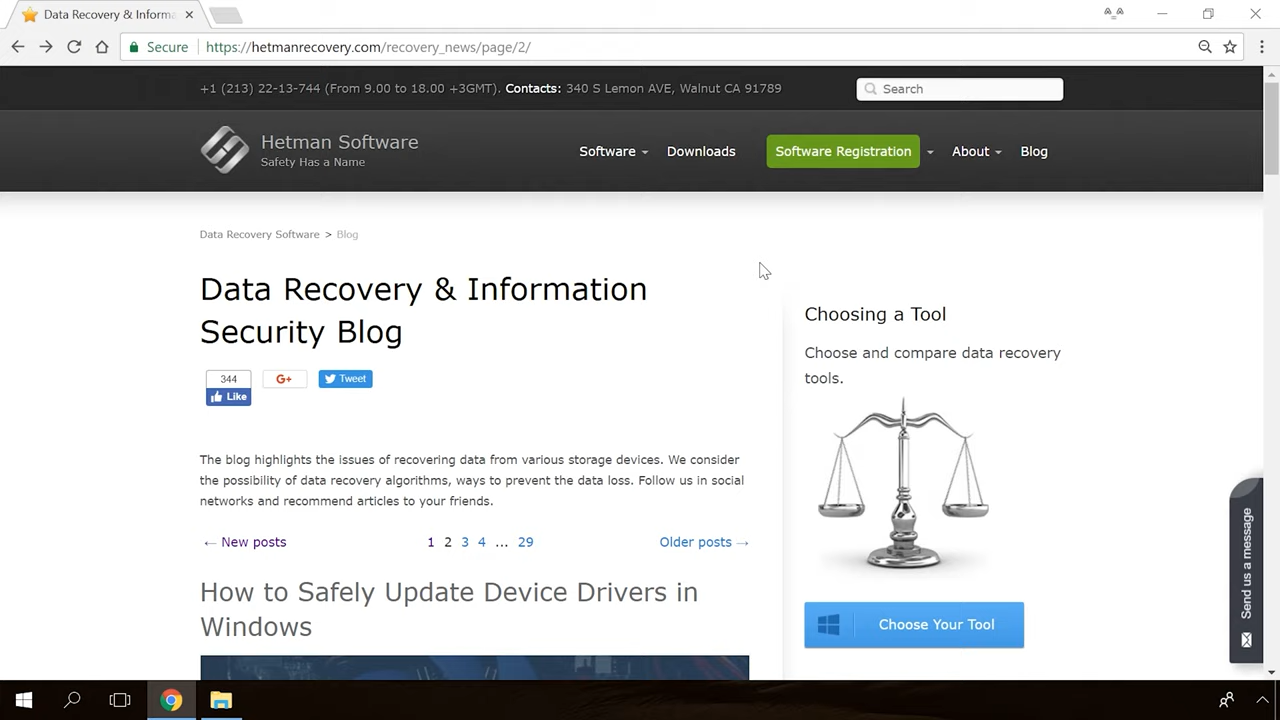 Data Recovery & Informa
Secure
https://hetmanrecovery.com/recovery_news/page/2/
+1 (213) 22-13-744 (From 9.00 to 18.00 +3GMT). Contacts: 340 S Lemon AVE, Walnut CA 91789
Search
Hetman Software
Safety Has a Name
Software
Downloads
Software Registration
About
Blog
Data Recovery Software > Blog
Data Recovery & Information
Security Blog
344
Like
G+
Tweet
The blog highlights the issues of recovering data from various storage devices. We consider
the possibility of data recovery algorithms, ways to prevent the data loss. Follow us in social
networks and recommend articles to your friends.
← New posts
1 2 3 4 ... 29
Older posts →
How to Safely Update Device Drivers in
Windows
Choosing a Tool
Choose and compare data recovery
tools.
Choose Your Tool
Send us a message